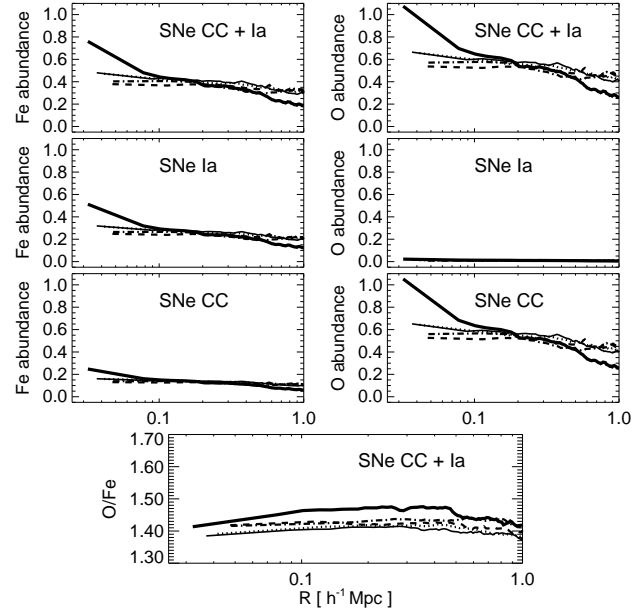 SNe CC + Ia
Fe abundance
1.0
0.8
0.6
0.4
0.2
0.0
SNe CC + Ia
O abundance
1.0
0.8
0.6
0.4
0.2
0.0
SNe Ia
Fe abundance
1.0
0.8
0.6
0.4
0.2
0.0
SNe Ia
O abundance
1.0
0.8
0.6
0.4
0.2
0.0
SNe CC
Fe abundance
1.0
0.8
0.6
0.4
0.2
0.0
0.1 1.0
SNe CC
O abundance
1.0
0.8
0.6
0.4
0.2
0.0
0.1 1.0
SNe CC + Ia
O/Fe
1.70
1.60
1.50
1.40
1.30
0.1 1.0
R [ h⁻¹ Mpc]